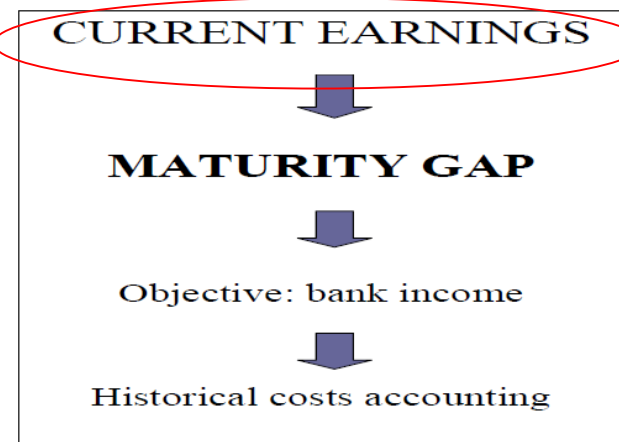 CURRENT EARNINGS
MATURITY GAP
Objective: bank income
Historical costs accounting